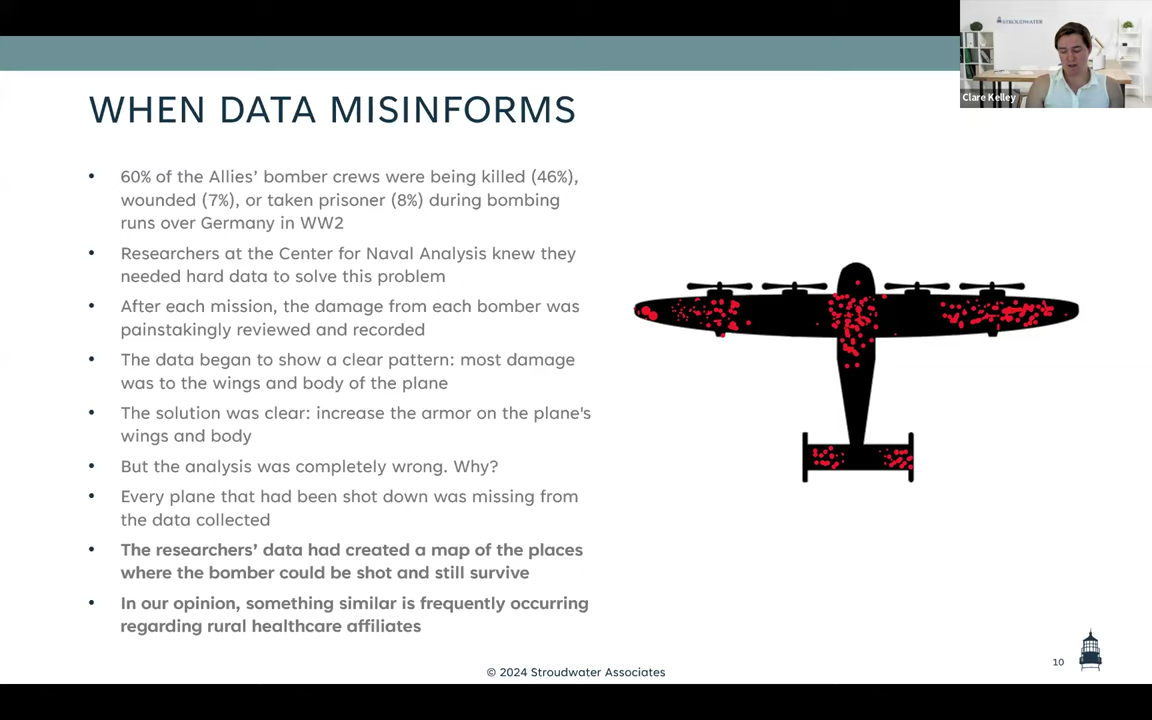 STROUDWATER
Clare Kelley
WHEN DATA MISINFORMS
• 60% of the Allies’ bomber crews were being killed (46%),
wounded (7%), or taken prisoner (8%) during bombing
runs over Germany in WW2
• Researchers at the Center for Naval Analysis knew they
needed hard data to solve this problem
• After each mission, the damage from each bomber was
painstakingly reviewed and recorded
• The data began to show a clear pattern: most damage
was to the wings and body of the plane
• The solution was clear: increase the armor on the plane's
wings and body
• But the analysis was completely wrong. Why?
• Every plane that had been shot down was missing from
the data collected
• The researchers’ data had created a map of the places
where the bomber could be shot and still survive
• In our opinion, something similar is frequently occurring
regarding rural healthcare affiliates
© 2024 Stroudwater Associates
10